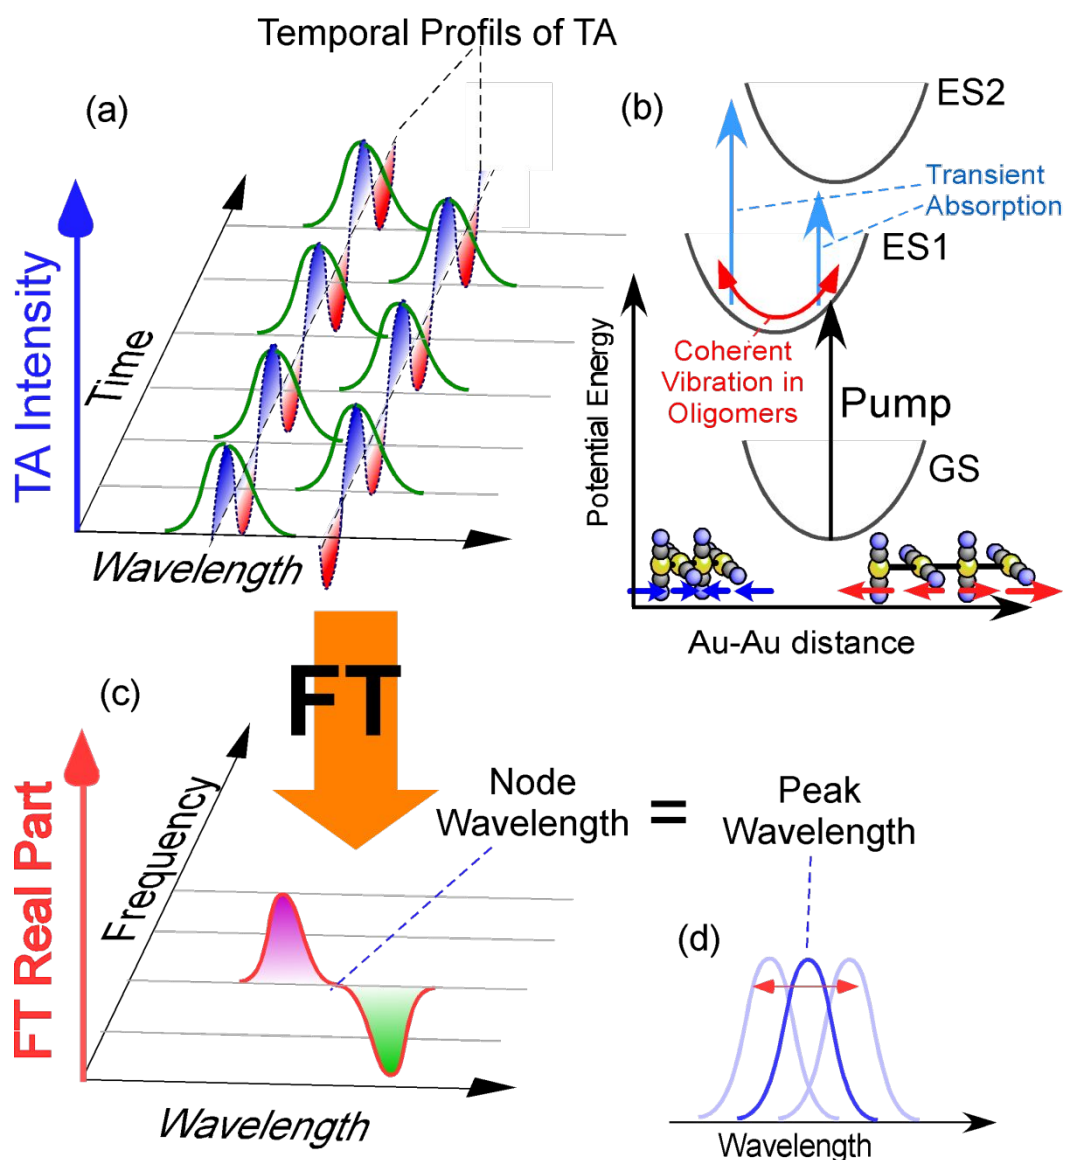 Temporal Profils of TA
(a)
TA Intensity
Time
Wavelength
(b)
ES2
Transient
Absorption
ES1
Coherent
Vibration in
Oligomers
Pump
GS
Potential Energy
Au-Au distance
FT
(c)
FT Real Part
Frequency
Wavelength
Node
Wavelength
=
Peak
Wavelength
(d)
Wavelength